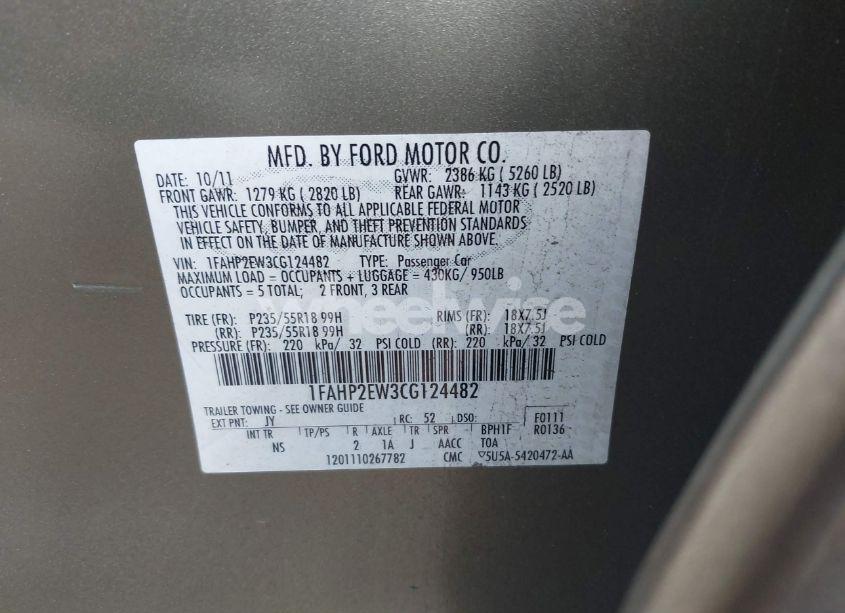 MFD. BY FORD MOTOR CO.
DATE: 10/11 GVWR: 2386 KG ( 5260 LB)
FRONT GAWR: 1279 KG ( 2820 LB) REAR GAWR: 1143 KG ( 2520 LB)
THIS VEHICLE CONFORMS TO ALL APPLICABLE FEDERAL MOTOR
VEHICLE SAFETY, BUMPER, AND THEFT PREVENTION STANDARDS
IN EFFECT ON THE DATE OF MANUFACTURE SHOWN ABOVE.
VIN: 1FAHP2EW3CG124482 TYPE: Passenger Car
MAXIMUM LOAD = OCCUPANTS + LUGGAGE = 430KG/ 950LB
OCCUPANTS = 5 TOTAL; 2 FRONT, 3 REAR
wheelwise
TIRE (FR): P235/55R18 99H RIMS (FR): 18X7.5J
(RR): P235/55R18 99H (RR): 18X7.5J
PRESSURE (FR): 220 kPa/ 32 PSI COLD (RR): 220 kPa/ 32 PSI COLD
1FAHP2EW3CG124482
TRAILER TOWING - SEE OWNER GUIDE
EXT PNT: JY RC: 52 DSO: F0111
INT TR TP/PS R AXLE TR SPR BPH1F R0136
NS 2 1A J AACC TOA
1201110267782 CMC ▽5U5A-5420472-AA